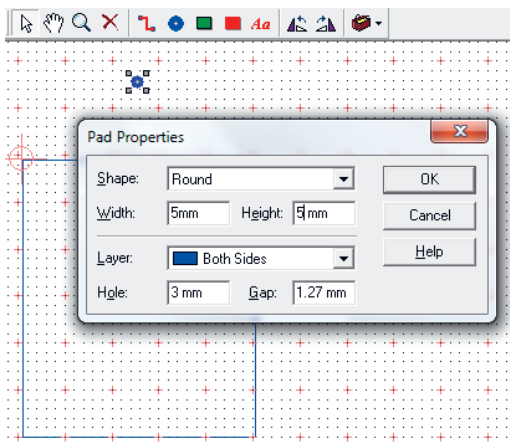 Aa
Pad Properties
Shape: Round OK
Width: 5mm Height: 5mm Cancel
Layer: Both Sides Help
Hole: 3 mm Gap: 1.27 mm